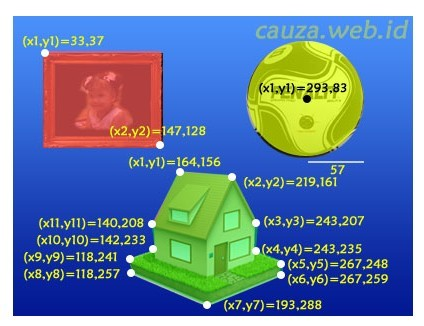 cauza.web.id
(x1,y1)=33,37
(x1,y1)=293,83
PENALTY
(x2,y2)=147,128
57
(x1,y1)=164,156
(x2,y2)=219,161
(x11,y11)=140,208
(x3,y3)=243,207
(x10,y10)=142,233
(x4,y4)=243,235
(x9,y9)=118,241
(x5,y5)=267,248
(x8,y8)=118,257
(x6,y6)=267,259
(x7,y7)=193,288